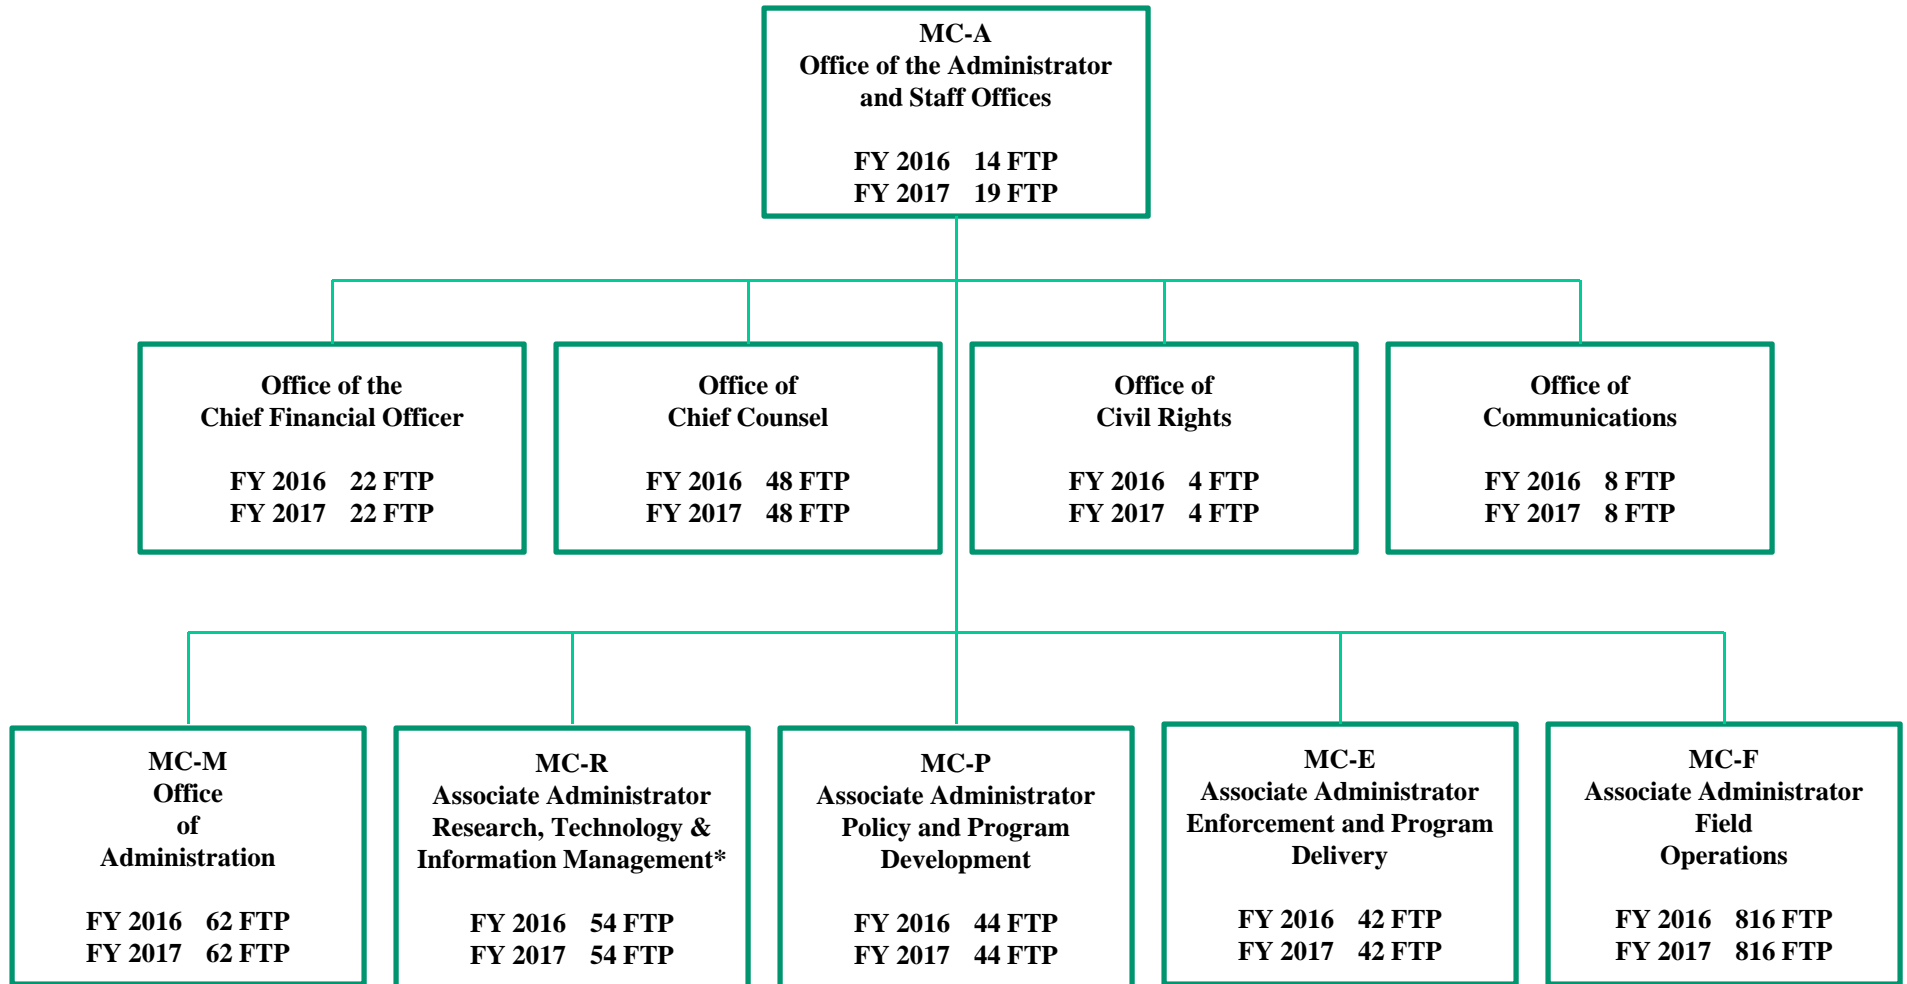 MC-A
Office of the Administrator
and Staff Offices
FY 2016 14 FTP
FY 2017 19 FTP
Office of the
Chief Financial Officer
FY 2016 22 FTP
FY 2017 22 FTP
Office of
Chief Counsel
FY 2016 48 FTP
FY 2017 48 FTP
Office of
Civil Rights
FY 2016 4 FTP
FY 2017 4 FTP
Office of
Communications
FY 2016 8 FTP
FY 2017 8 FTP
MC-M
Office
of
Administration
FY 2016 62 FTP
FY 2017 62 FTP
MC-R
Associate Administrator
Research, Technology &
Information Management*
FY 2016 54 FTP
FY 2017 54 FTP
MC-P
Associate Administrator
Policy and Program
Development
FY 2016 44 FTP
FY 2017 44 FTP
MC-E
Associate Administrator
Enforcement and Program
Delivery
FY 2016 42 FTP
FY 2017 42 FTP
MC-F
Associate Administrator
Field
Operations
FY 2016 816 FTP
FY 2017 816 FTP